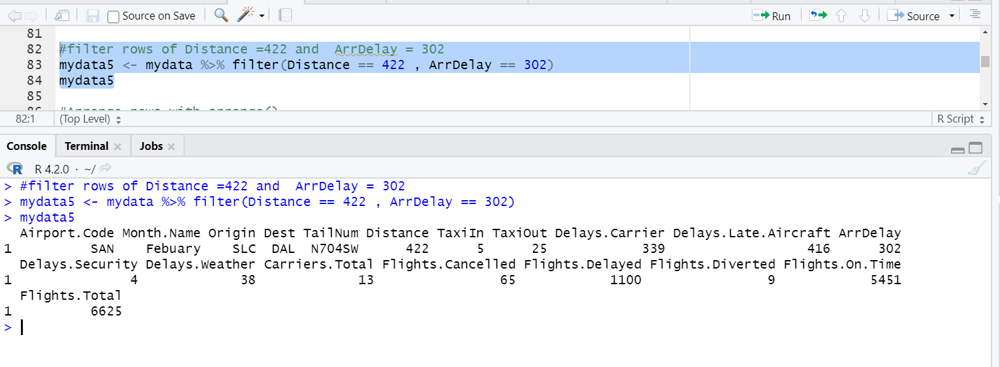 Source on Save
Run
Source
81
82 #filter rows of Distance =422 and  ArrDelay = 302
83 mydata5 <- mydata %>% filter(Distance == 422 , ArrDelay == 302)
84 mydata5
85
86 #Arrange rows with arrange()
82:1 (Top Level) R Script
Console Terminal Jobs
R R 4.2.0 · ~/
> #filter rows of Distance =422 and  ArrDelay = 302
> mydata5 <- mydata %>% filter(Distance == 422 , ArrDelay == 302)
> mydata5
  Airport.Code Month.Name Origin Dest TailNum Distance TaxiIn TaxiOut Delays.Carrier Delays.Late.Aircraft ArrDelay
1          SAN    Febuary    SLC  DAL  N704SW      422      5      25            339                  416      302
  Delays.Security Delays.Weather Carriers.Total Flights.Cancelled Flights.Delayed Flights.Diverted Flights.On.Time
1               4             38             13                65            1100                9            5451
  Flights.Total
1          6625
>